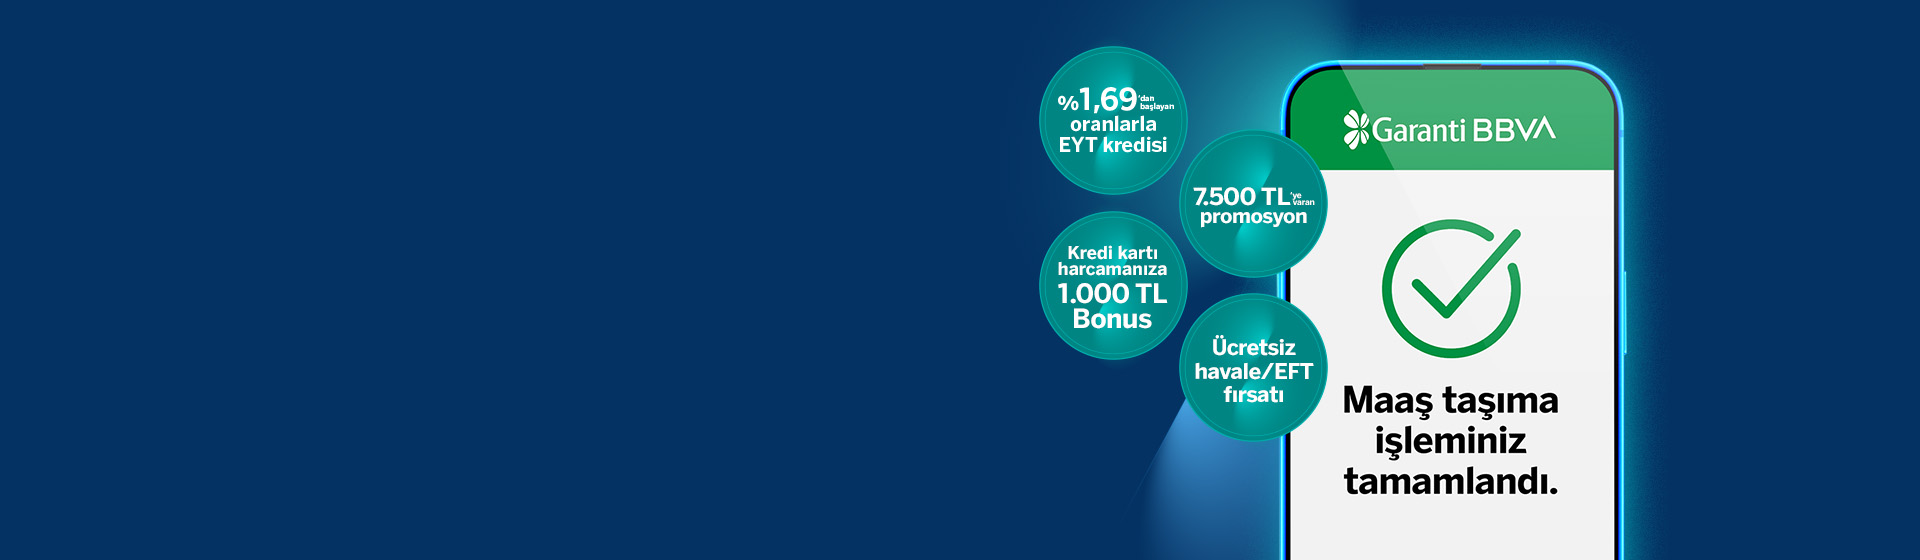 %1,69'dan başlayan
oranlarla
EYT kredisi
7.500 TL'ye varan
promosyon
Kredi kartı
harcamanıza
1.000 TL
Bonus
Ücretsiz
havale/EFT
fırsatı
Garanti BBVA
Maaş taşıma
işleminiz
tamamlandı.